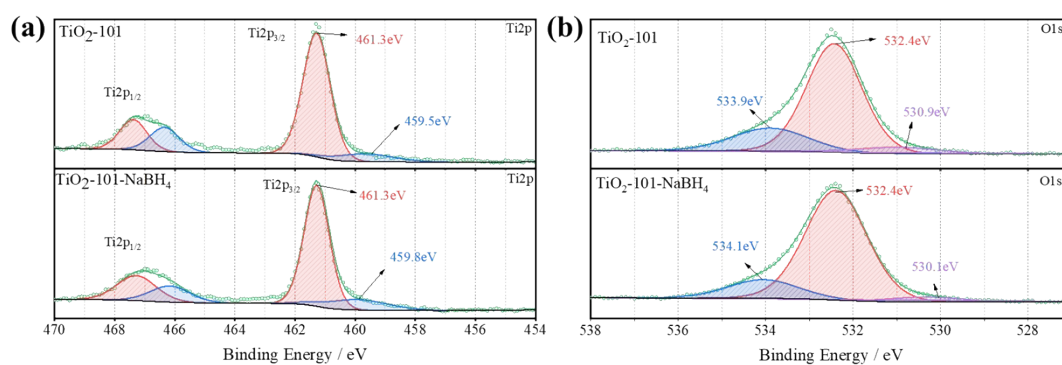 (a)
TiO2-101
Ti2p3/2
Ti2p
461.3eV
Ti2p1/2
459.5eV
TiO2-101-NaBH4
Ti2p3/2
Ti2p
461.3eV
Ti2p1/2
459.8eV
470 468 466 464 462 460 458 456 454
Binding Energy / eV
(b)
TiO2-101
O1s
532.4eV
533.9eV
530.9eV
TiO2-101-NaBH4
O1s
532.4eV
534.1eV
530.1eV
538 536 534 532 530 528
Binding Energy / eV